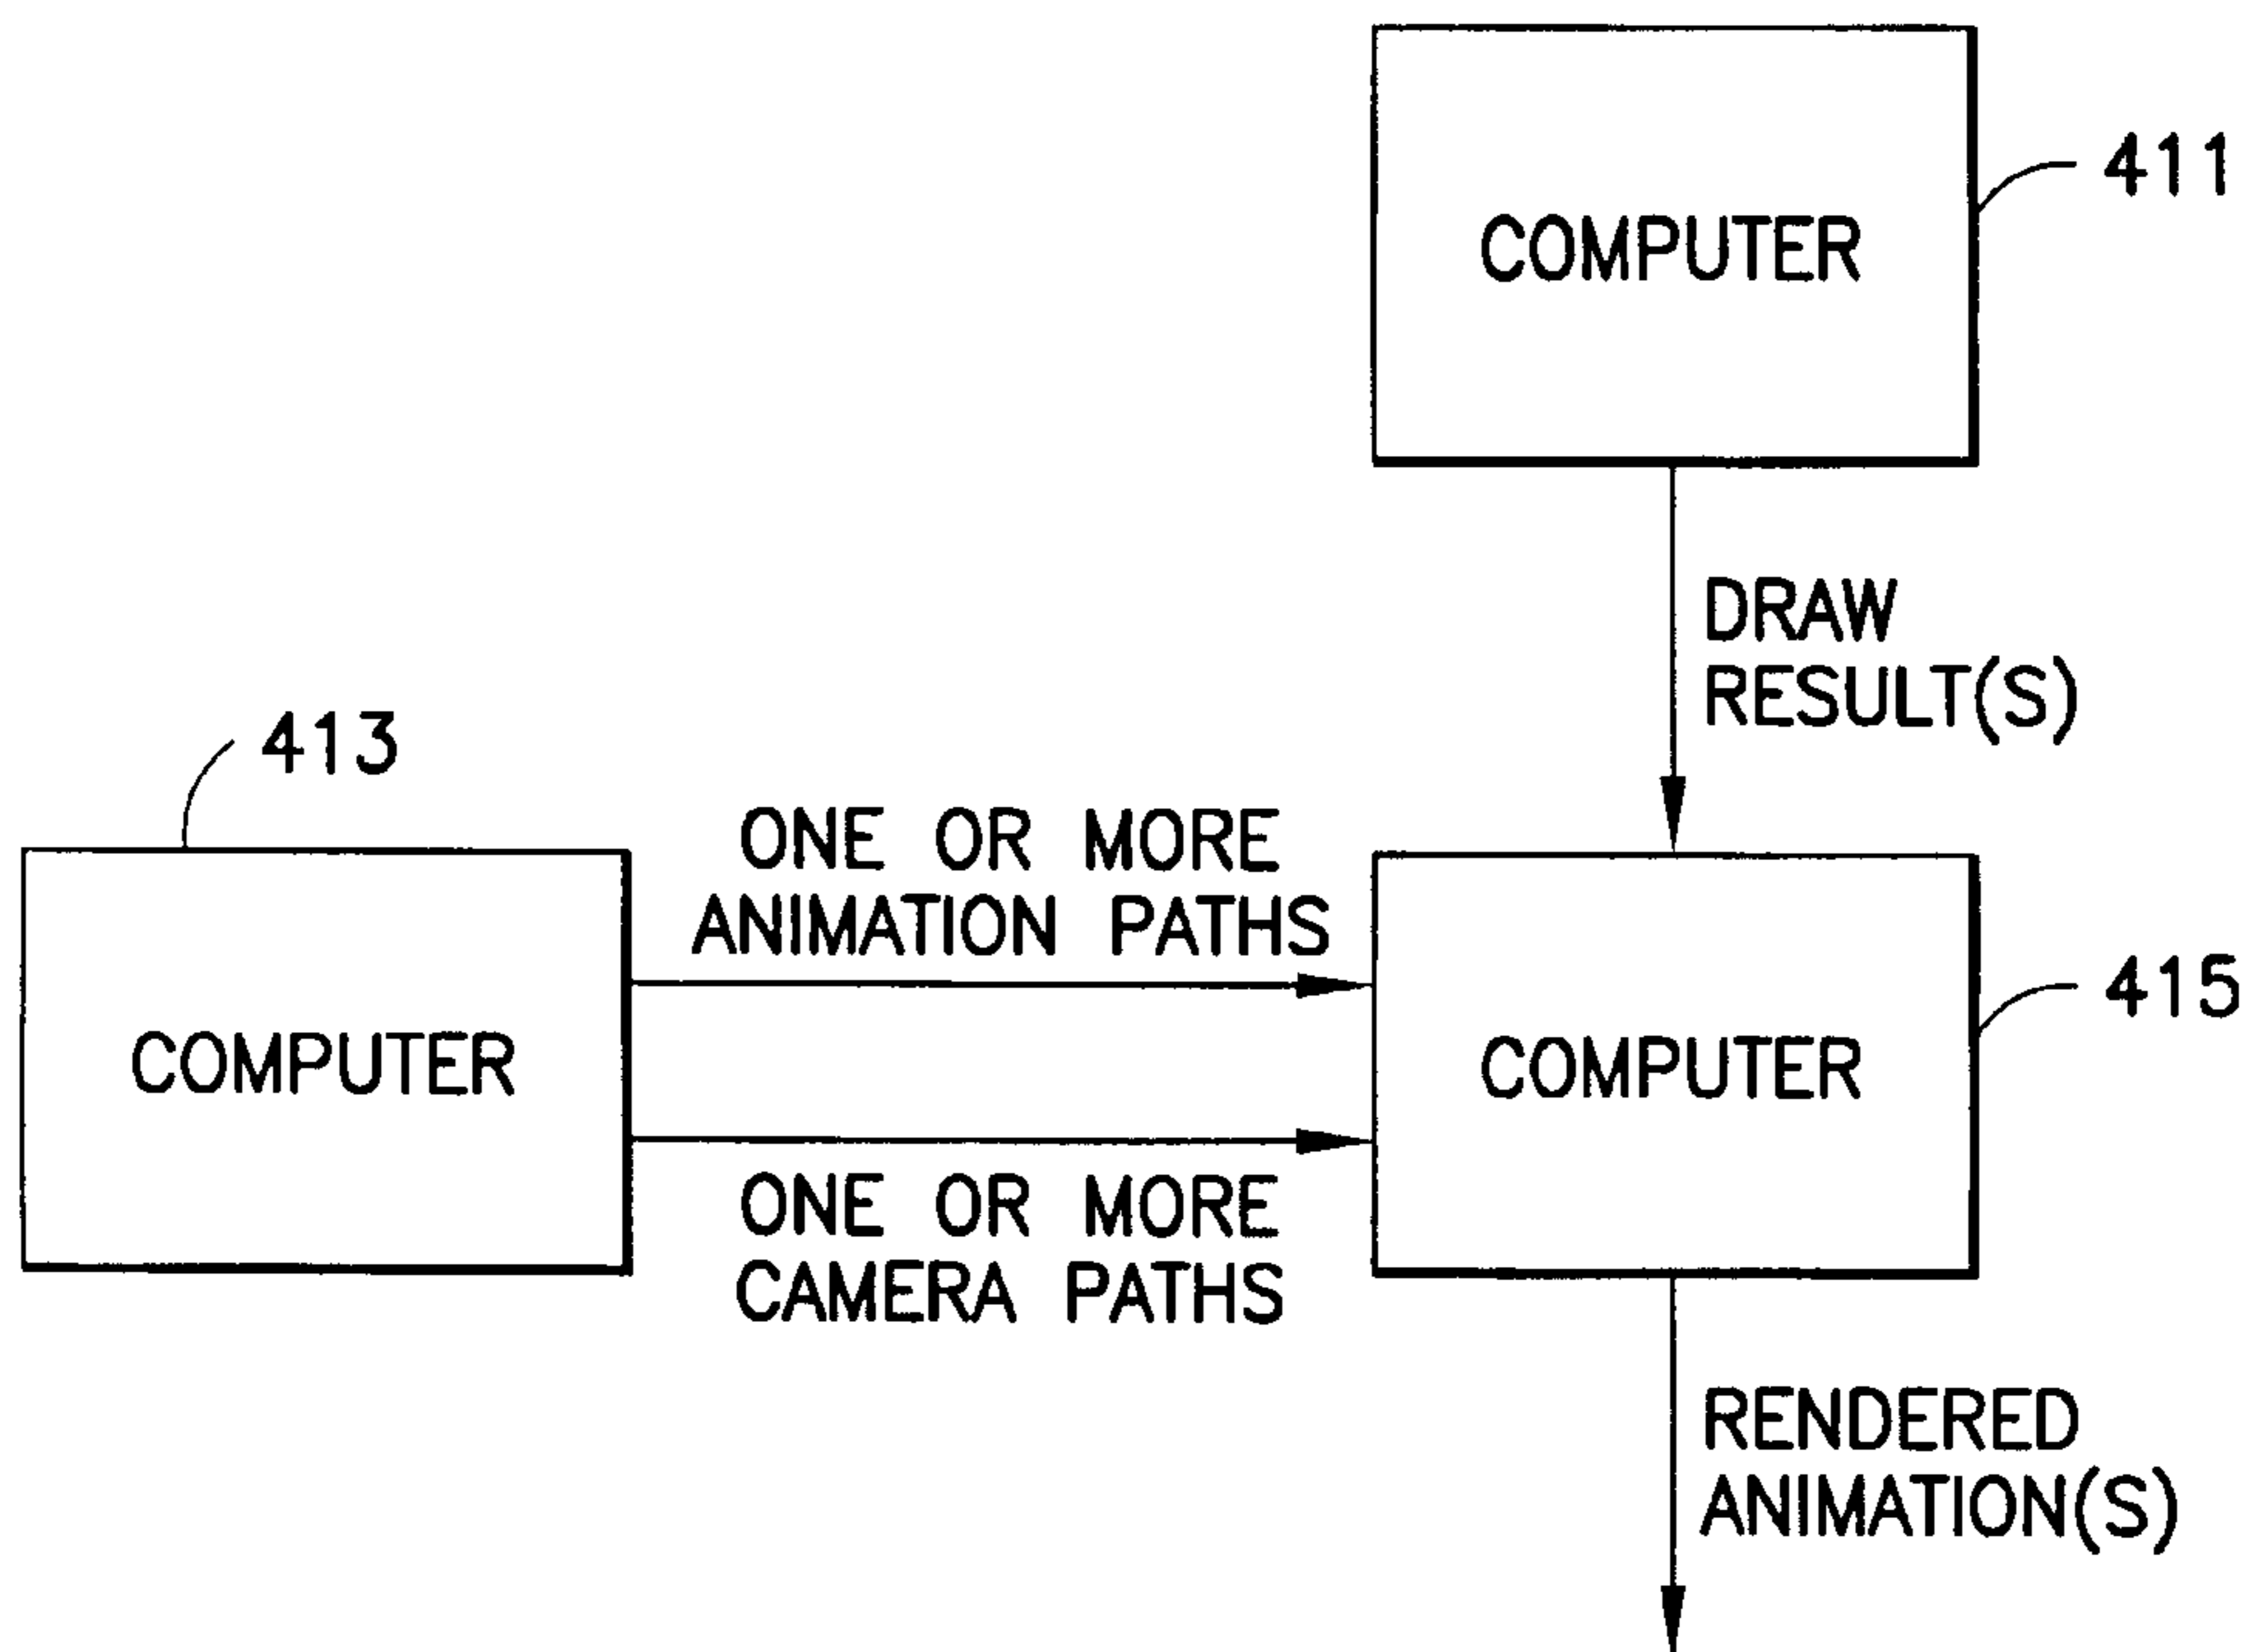 COMPUTER
411
DRAW
RESULT(S)
413
ONE OR MORE
ANIMATION PATHS
COMPUTER
COMPUTER
415
ONE OR MORE
CAMERA PATHS
RENDERED
ANIMATION(S)